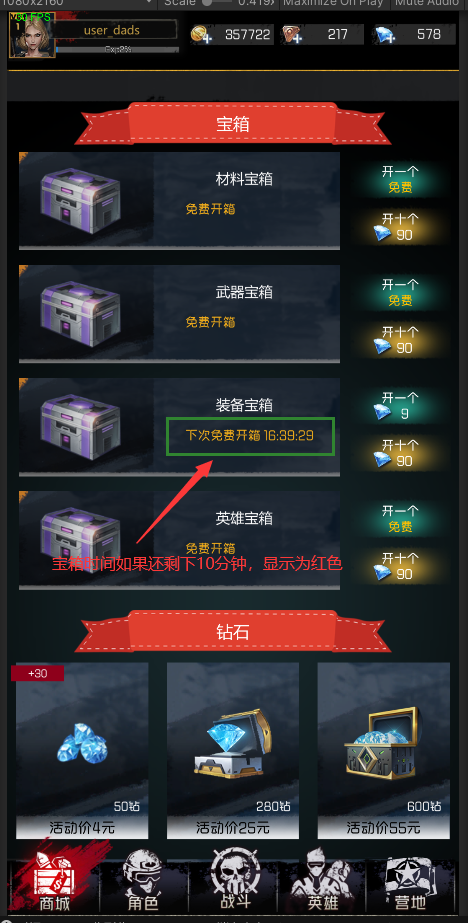 1080x2160 Scale 0.419 Maximize On Play Mute Audio
60 FPS
1
user_dads
357722
217
578
Exp:2%
宝箱
材料宝箱
免费开箱
开一个
免费
开十个
90
武器宝箱
免费开箱
开一个
免费
开十个
90
装备宝箱
下次免费开箱 16:39:29
开一个
9
开十个
90
英雄宝箱
免费开箱
开一个
免费
开十个
90
宝箱时间如果还剩下10分钟，显示为红色
钻石
+30
50钻
活动价4元
280钻
活动价25元
600钻
活动价55元
商城
角色
战斗
英雄
营地